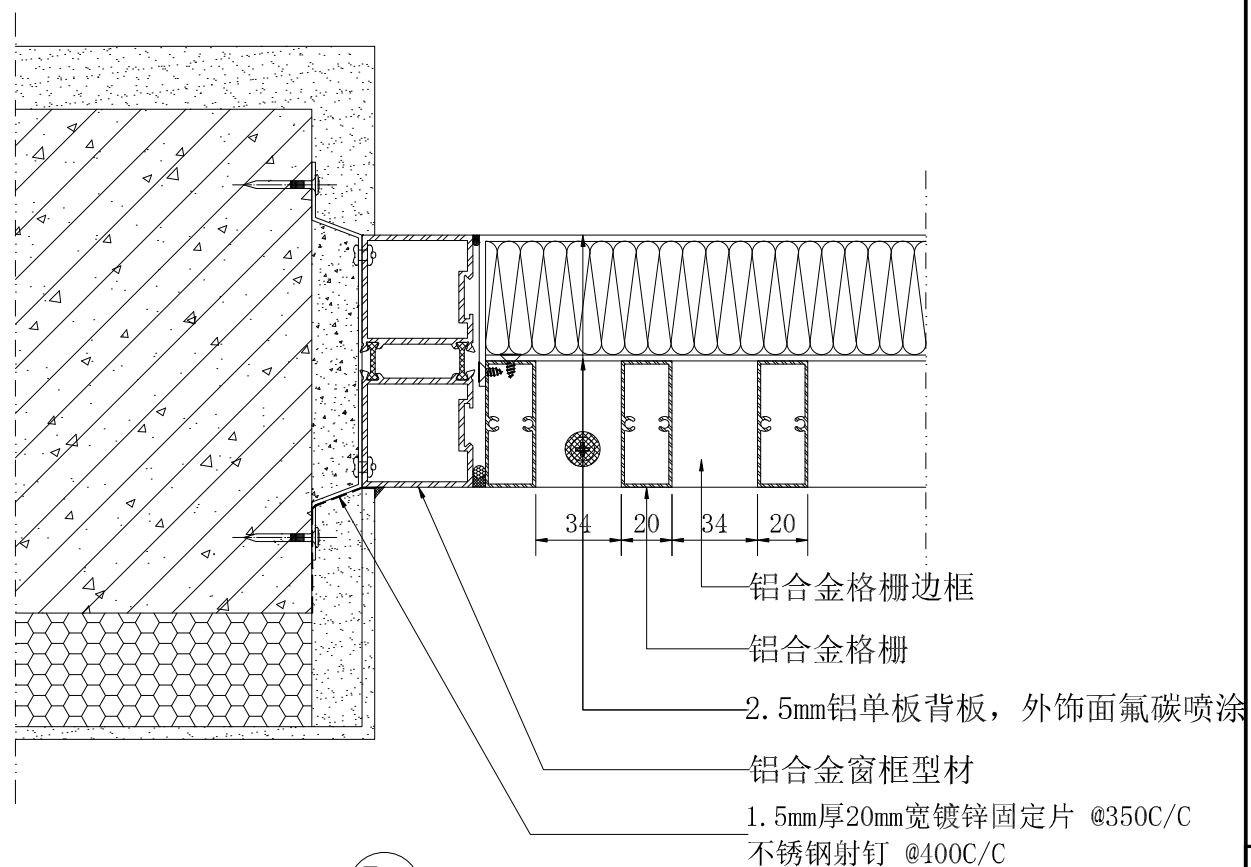 34 20 34 20
铝合金格栅边框
铝合金格栅
2.5mm铝单板背板，外饰面氟碳喷涂
铝合金窗框型材
1.5mm厚20mm宽镀锌固定片 @350C/C
不锈钢射钉 @400C/C